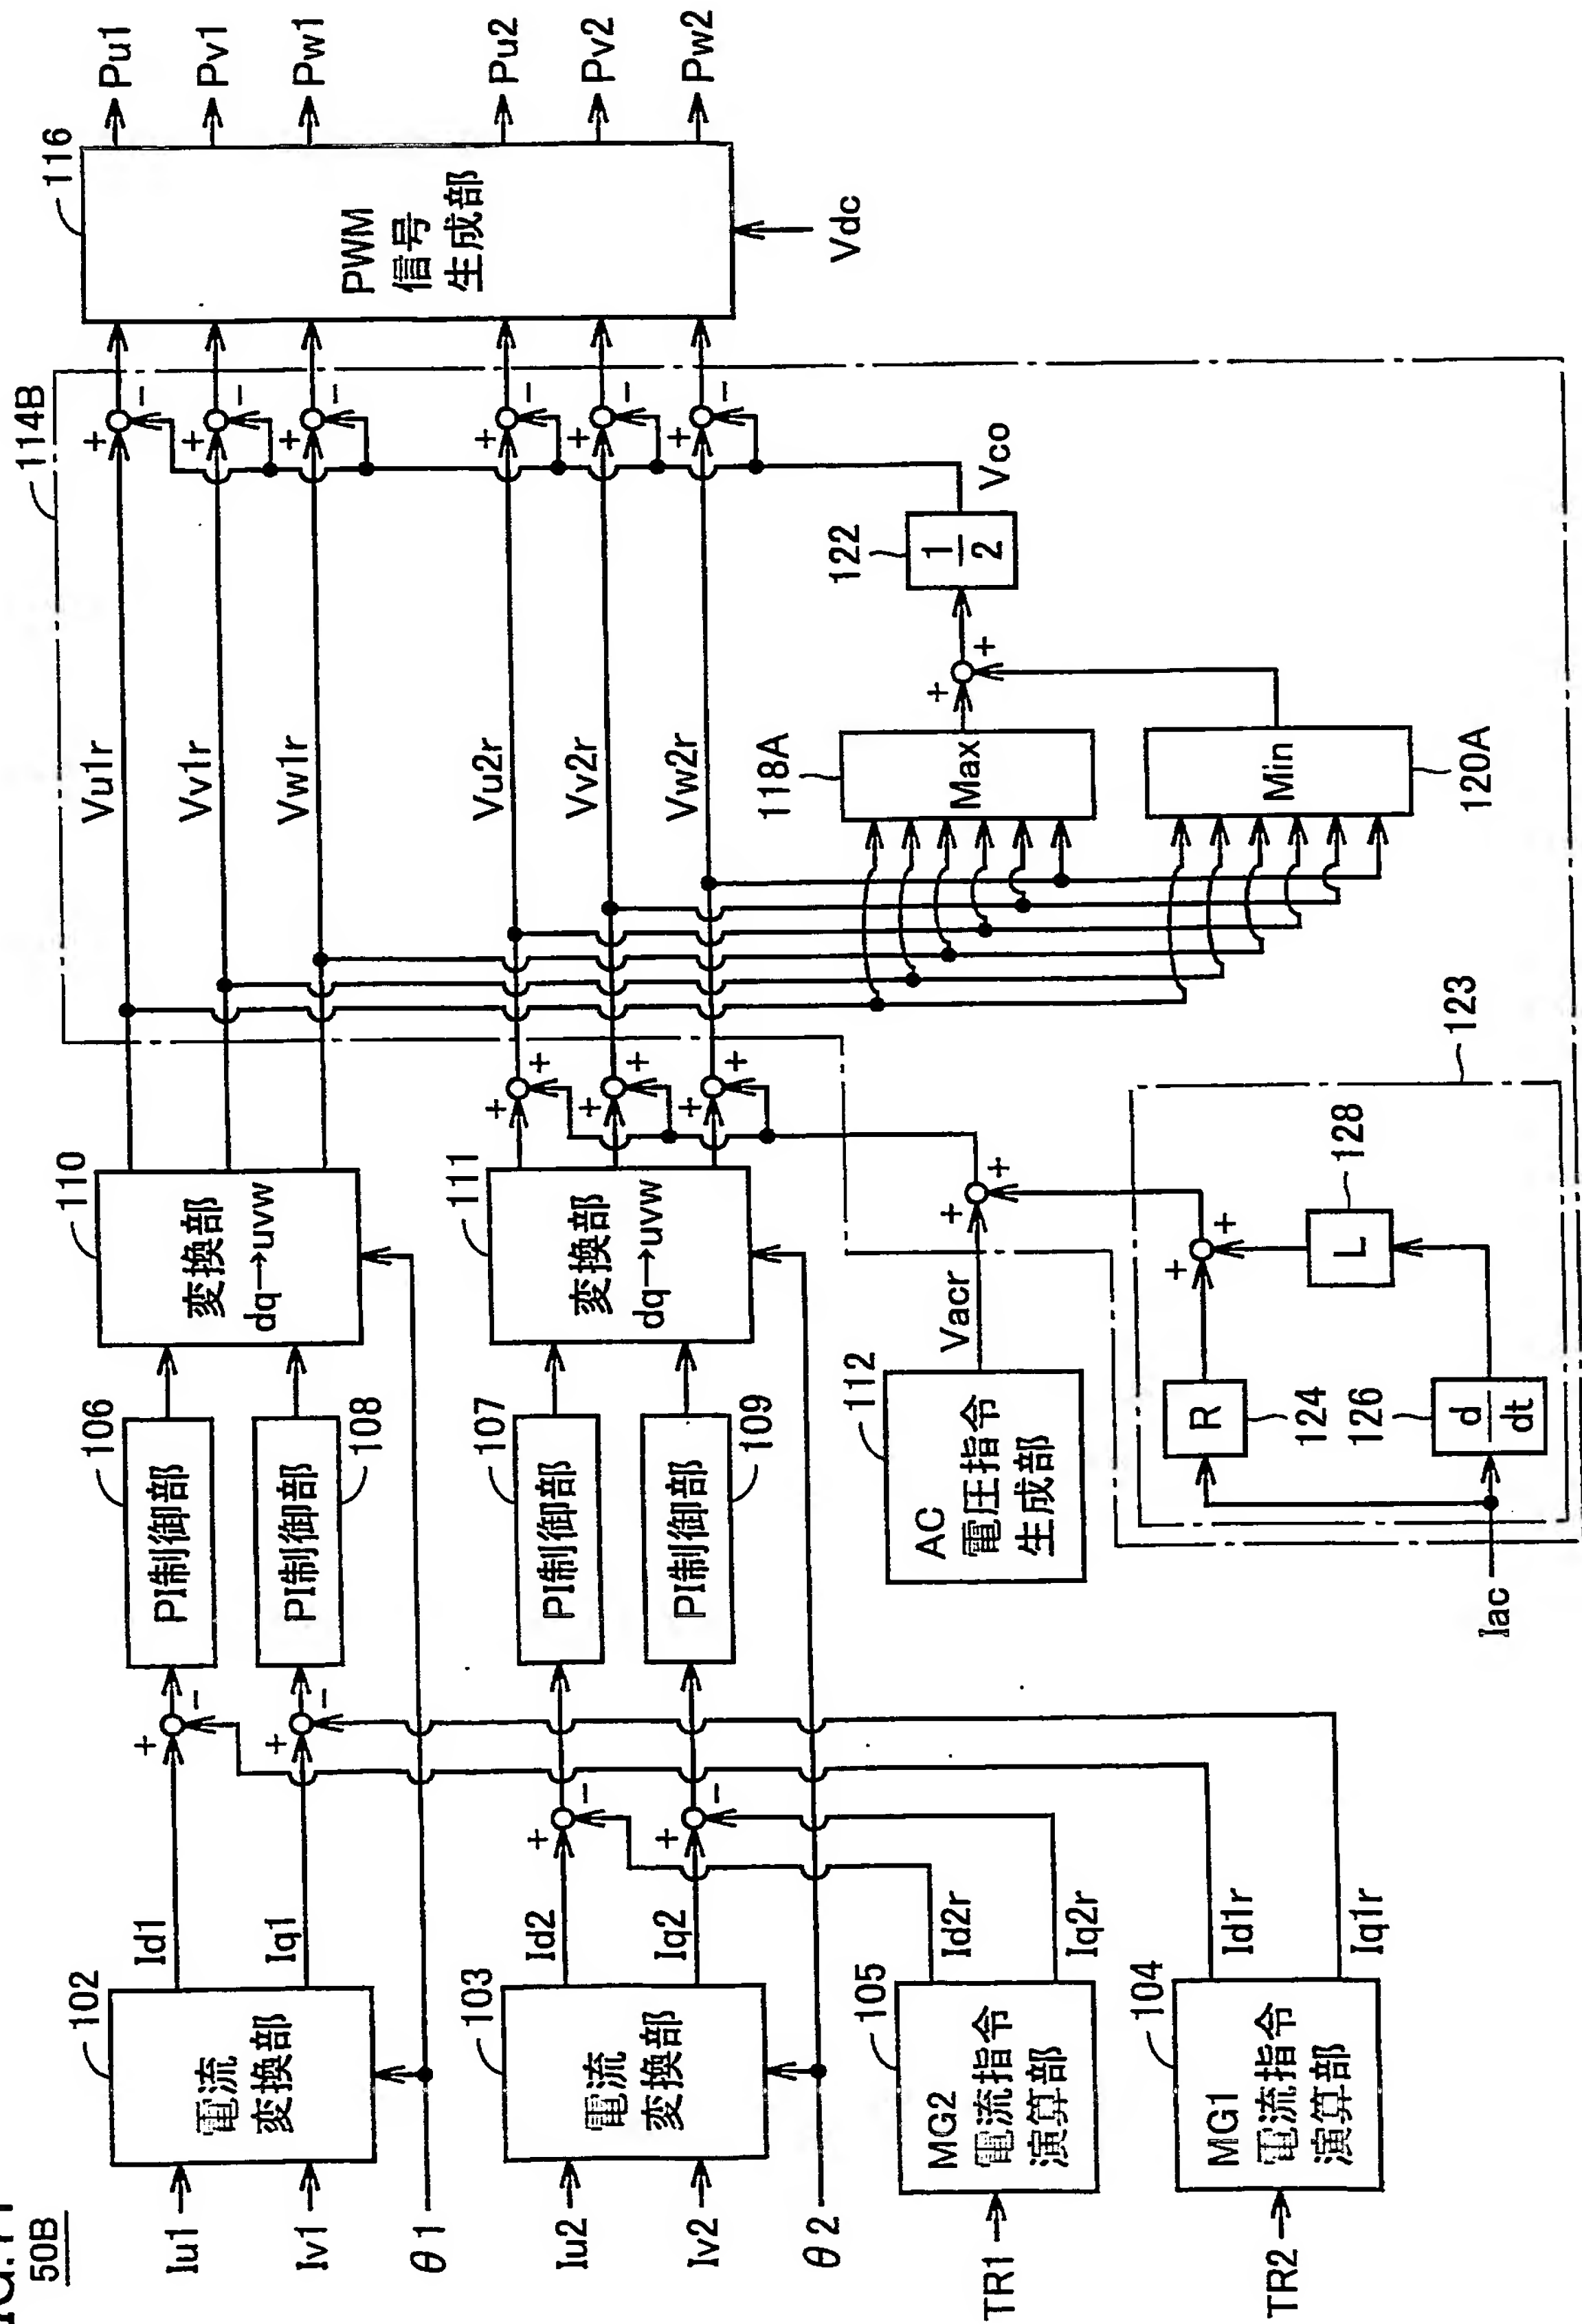 50B
Iu1
Iv1
θ1
Iu2
Iv2
θ2
TR1
TR2
102
電流
変換部
103
電流
変換部
105
MG2
電流指令
演算部
104
MG1
電流指令
演算部
Id1
Iq1
Id2
Iq2
Id2r
Iq2r
Id1r
Iq1r
+
−
+
−
+
−
+
−
106
PI制御部
108
PI制御部
107
PI制御部
109
PI制御部
110
変換部
dq→uvw
111
変換部
dq→uvw
112
AC
電圧指令
生成部
Vacr
+
+
+
+
+
+
+
+
Iac
R
124
126
d
dt
L
128
+
+
123
114B
Vu1r
Vv1r
Vw1r
Vu2r
Vv2r
Vw2r
118A
Max
Min
120A
+
+
122
1
2
Vco
+
−
+
−
+
−
+
−
+
−
+
−
116
PWM
信号
生成部
Vdc
Pu1
Pv1
Pw1
Pu2
Pv2
Pw2